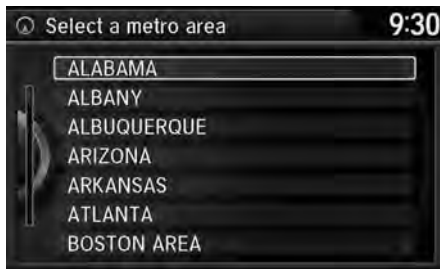 Select a metro area
9:30
ALABAMA
ALBANY
ALBUQUERQUE
ARIZONA
ARKANSAS
ATLANTA
BOSTON AREA